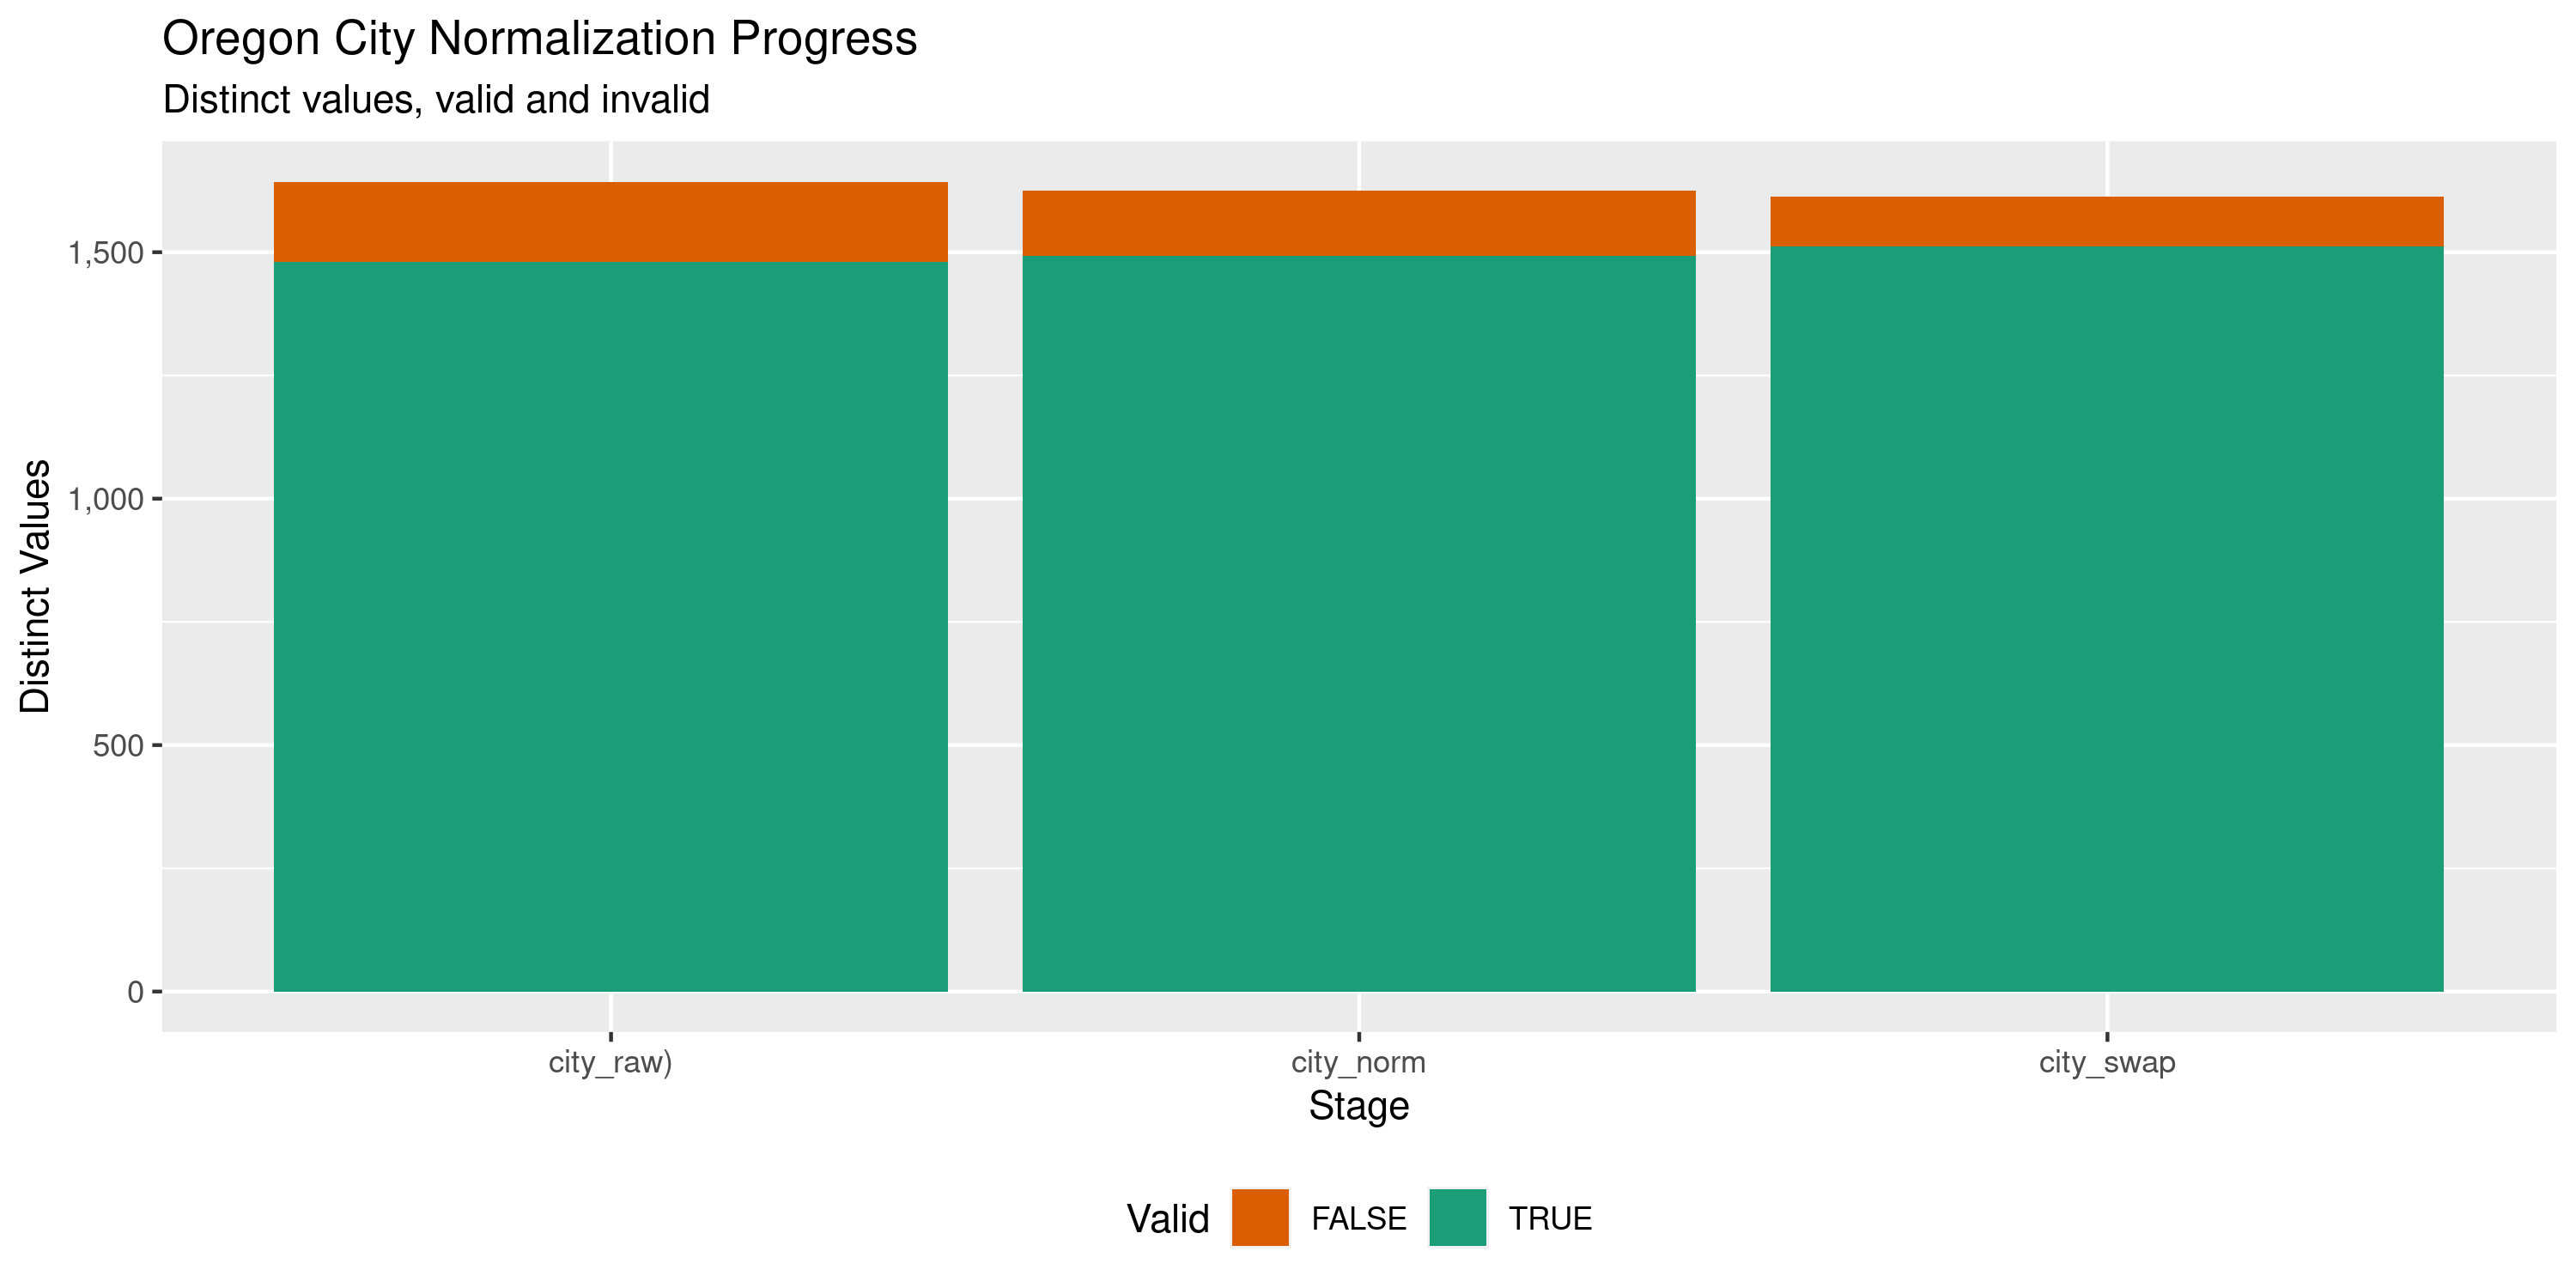 Oregon City Normalization Progress
Distinct values, valid and invalid
Distinct Values
1,500
1,000
500
0
city_raw)
city_norm
city_swap
Stage
Valid
FALSE
TRUE